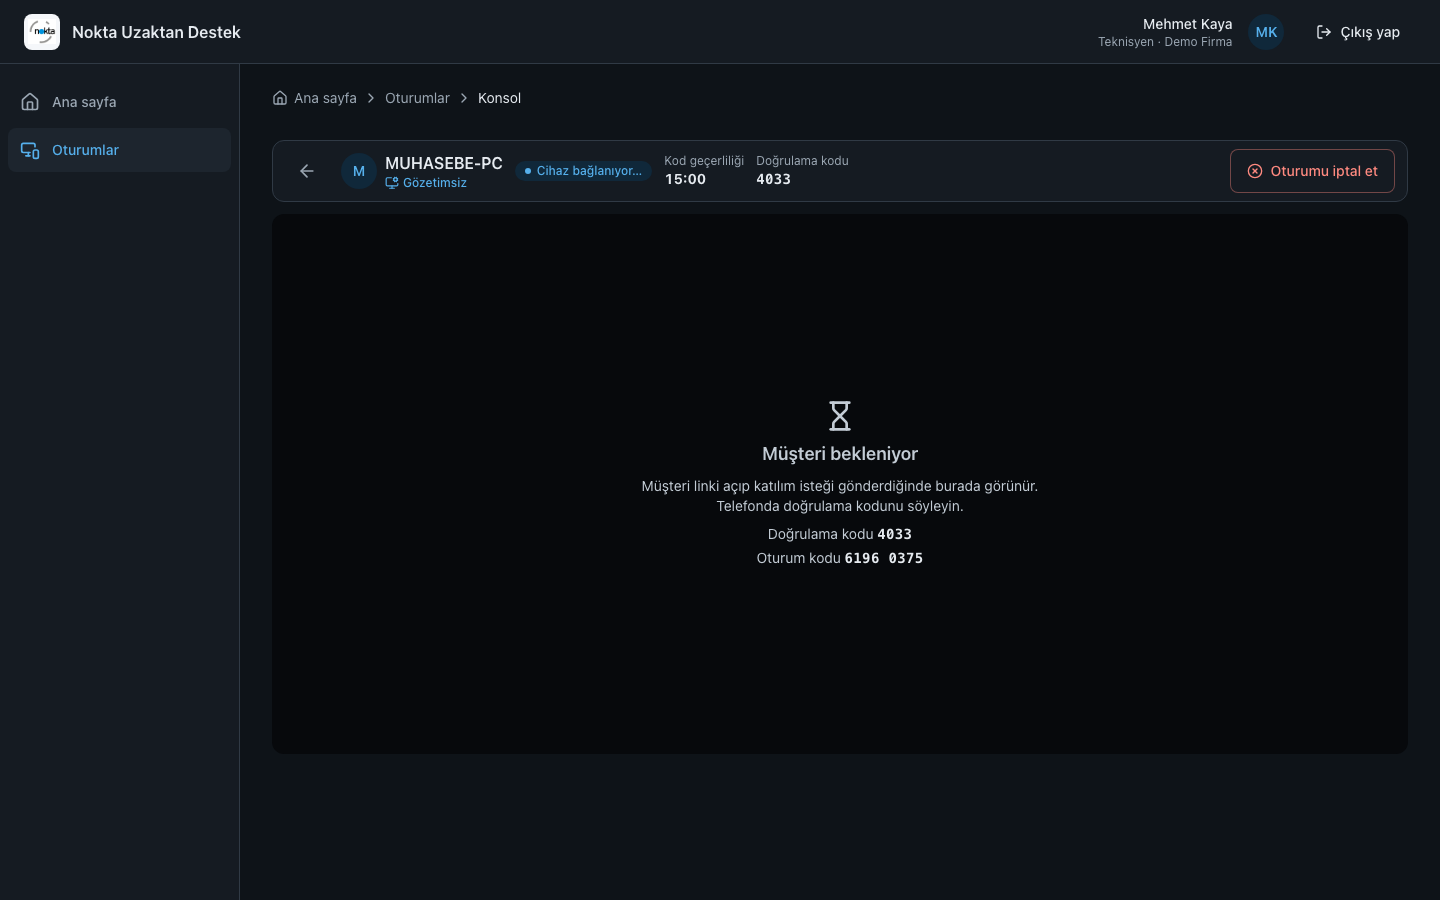 nokta
Nokta Uzaktan Destek
Mehmet Kaya
Teknisyen · Demo Firma
MK
Çıkış yap
Ana sayfa
Oturumlar
Ana sayfa
Oturumlar
Konsol
M
MUHASEBE-PC
Gözetimsiz
Cihaz bağlanıyor...
Kod geçerliliği
15:00
Doğrulama kodu
4033
Oturumu iptal et
Müşteri bekleniyor
Müşteri linki açıp katılım isteği gönderdiğinde burada görünür.
Telefonda doğrulama kodunu söyleyin.
Doğrulama kodu 4033
Oturum kodu 6196 0375